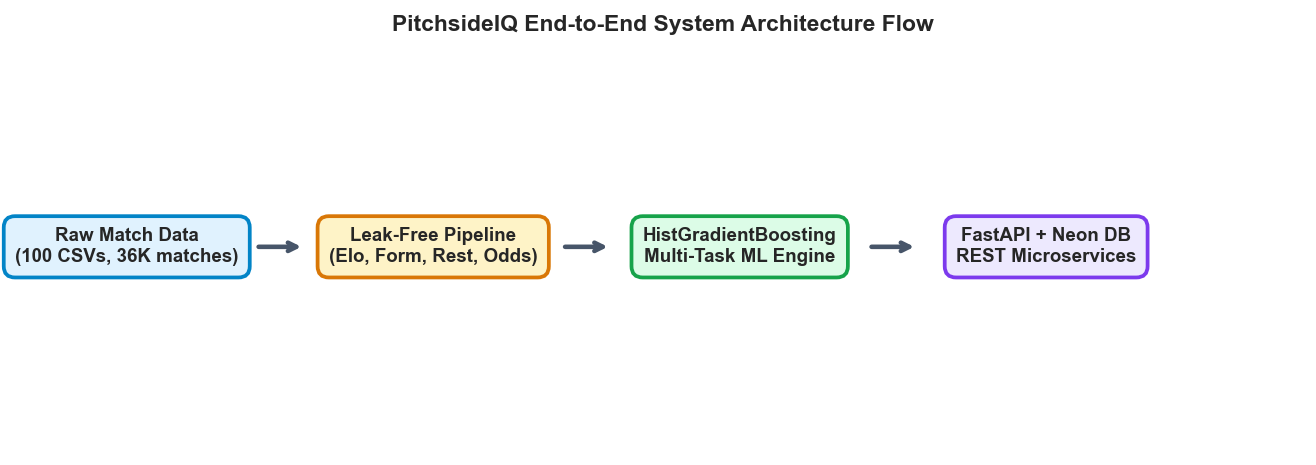 PitchsideIQ End-to-End System Architecture Flow
Raw Match Data
(100 CSVs, 36K matches)
Leak-Free Pipeline
(Elo, Form, Rest, Odds)
HistGradientBoosting
Multi-Task ML Engine
FastAPI + Neon DB
REST Microservices